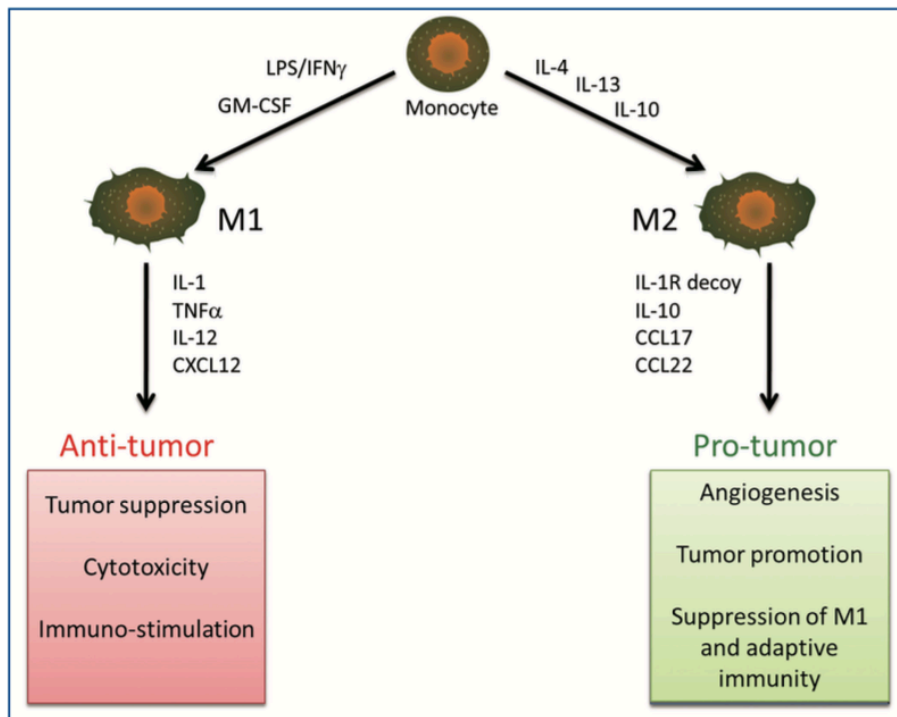 LPS/IFNγ
GM-CSF
Monocyte
IL-4
IL-13
IL-10
M1
M2
IL-1
TNFα
IL-12
CXCL12
IL-1R decoy
IL-10
CCL17
CCL22
Anti-tumor
Tumor suppression
Cytotoxicity
Immuno-stimulation
Pro-tumor
Angiogenesis
Tumor promotion
Suppression of M1
and adaptive
immunity